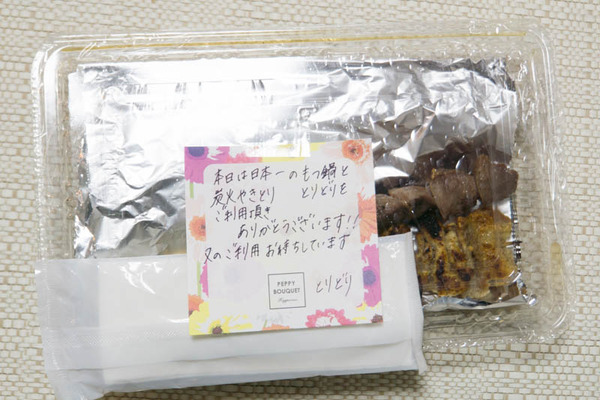 本日は日本一のもつ鍋と
炭火やきとり とりどりを
ご利用頂き
ありがとうございます!!
又のご利用お待ちしています
とりどり
PEPPY
BOUQUET